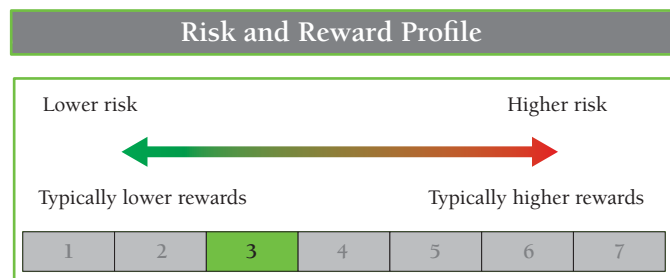 Risk and Reward Profile
Lower risk Higher risk
Typically lower rewards Typically higher rewards
1 2 3 4 5 6 7